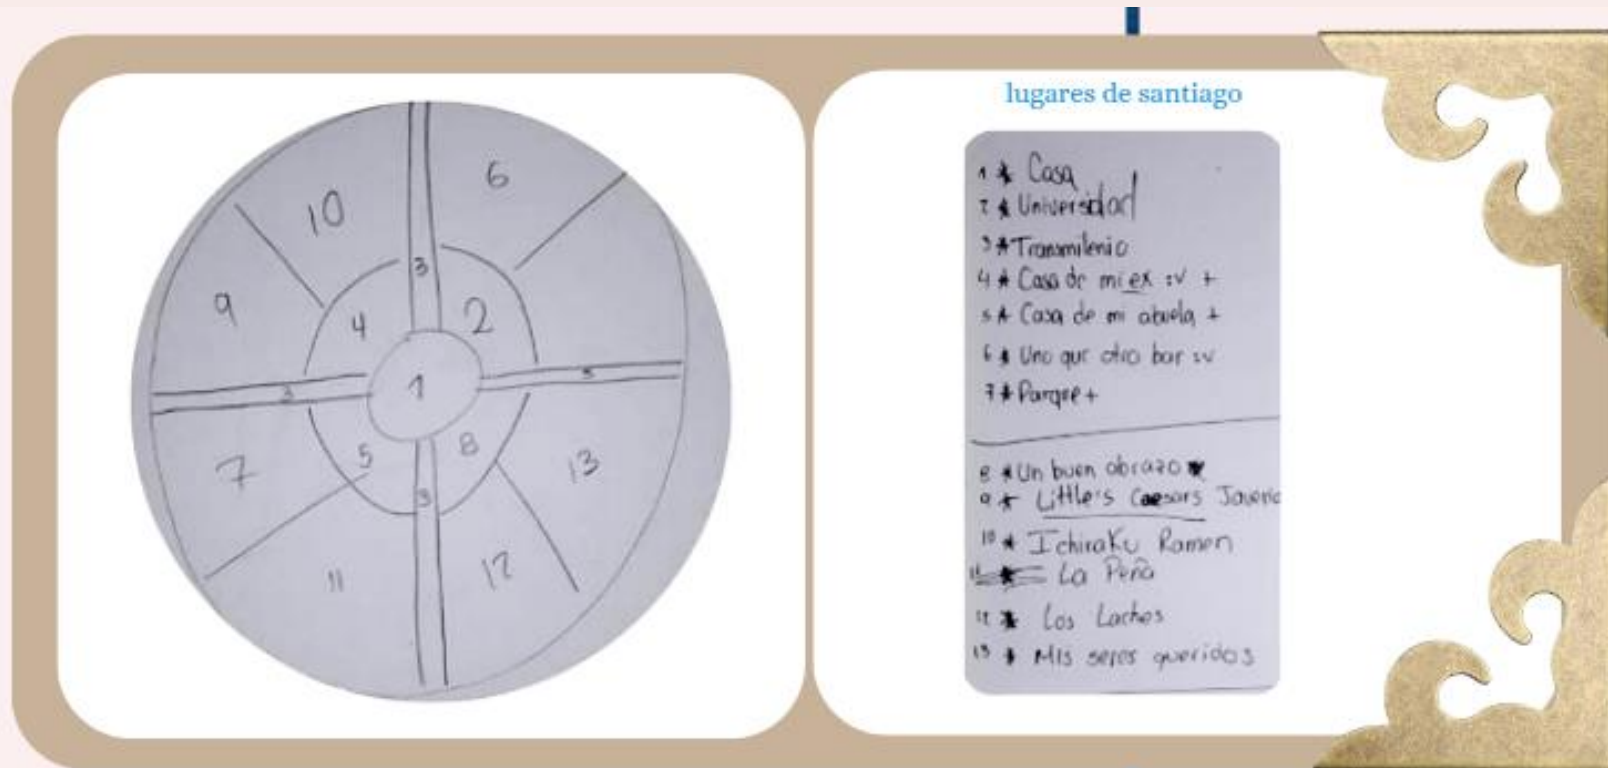 10
6
3
9
4
2
1
3
3
7
5
8
13
3
11
12
lugares de santiago
1 * Casa
2 * Universidad
3 * Transmilenio
4 * Casa de mi ex :v +
5 * Casa de mi abuela +
6 * Uno que otro bar :v
7 * Parque +
8 * Un buen abrazo
9 * Little's Caesars Javeria
10 * Ichiraku Ramen
11 * La Peña
12 * Los Laches
13 * Mis seres queridos